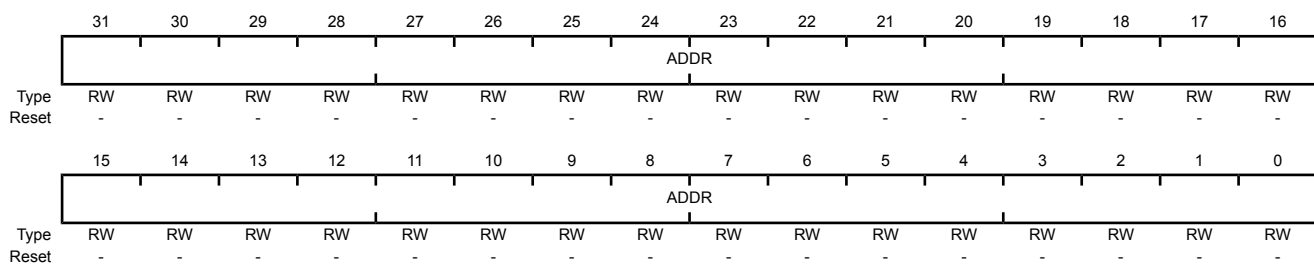 31 30 29 28 27 26 25 24 23 22 21 20 19 18 17 16
ADDR
Type RW RW RW RW RW RW RW RW RW RW RW RW RW RW RW RW
Reset - - - - - - - - - - - - - - - -
15 14 13 12 11 10 9 8 7 6 5 4 3 2 1 0
ADDR
Type RW RW RW RW RW RW RW RW RW RW RW RW RW RW RW RW
Reset - - - - - - - - - - - - - - - -